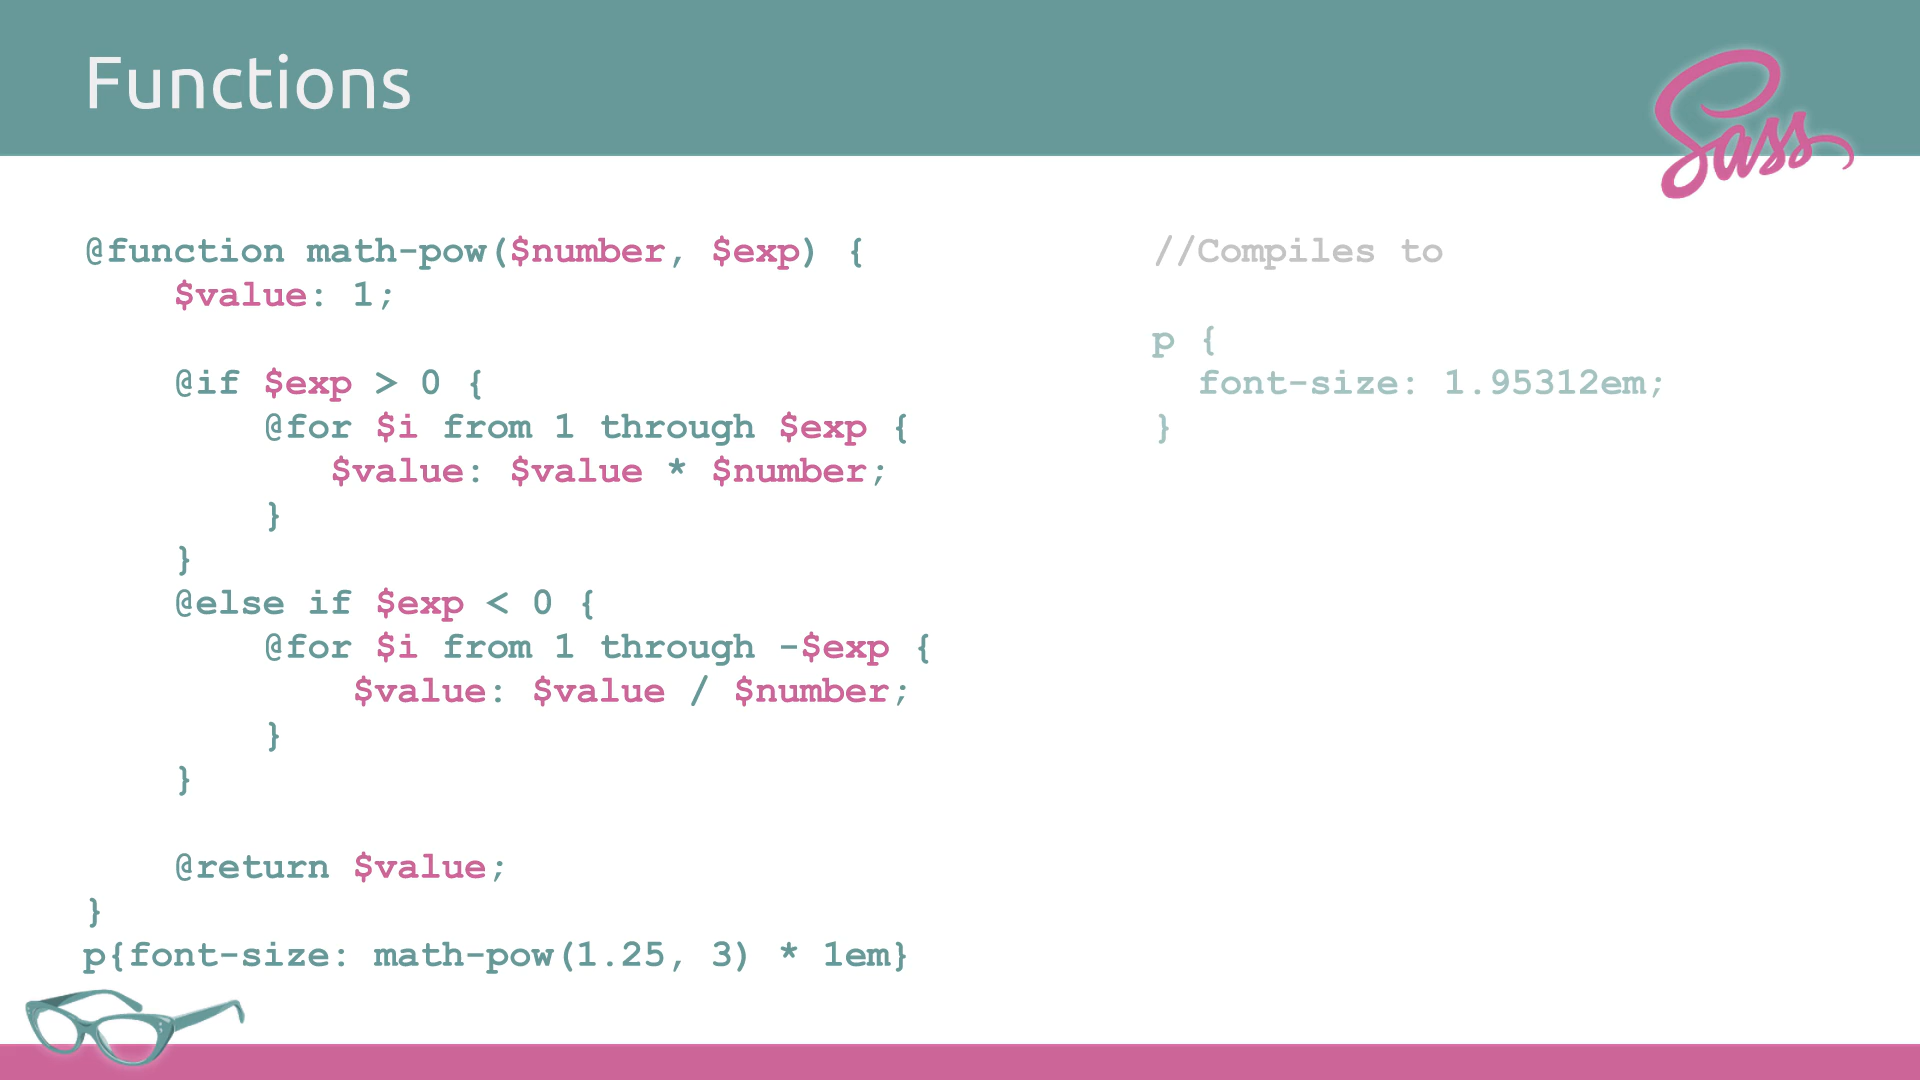 Functions
Sass
@function math-pow($number, $exp) {
    $value: 1;

    @if $exp > 0 {
        @for $i from 1 through $exp {
           $value: $value * $number;
        }
    }
    @else if $exp < 0 {
        @for $i from 1 through -$exp {
            $value: $value / $number;
        }
    }

    @return $value;
}
p{font-size: math-pow(1.25, 3) * 1em}
//Compiles to

p {
  font-size: 1.95312em;
}